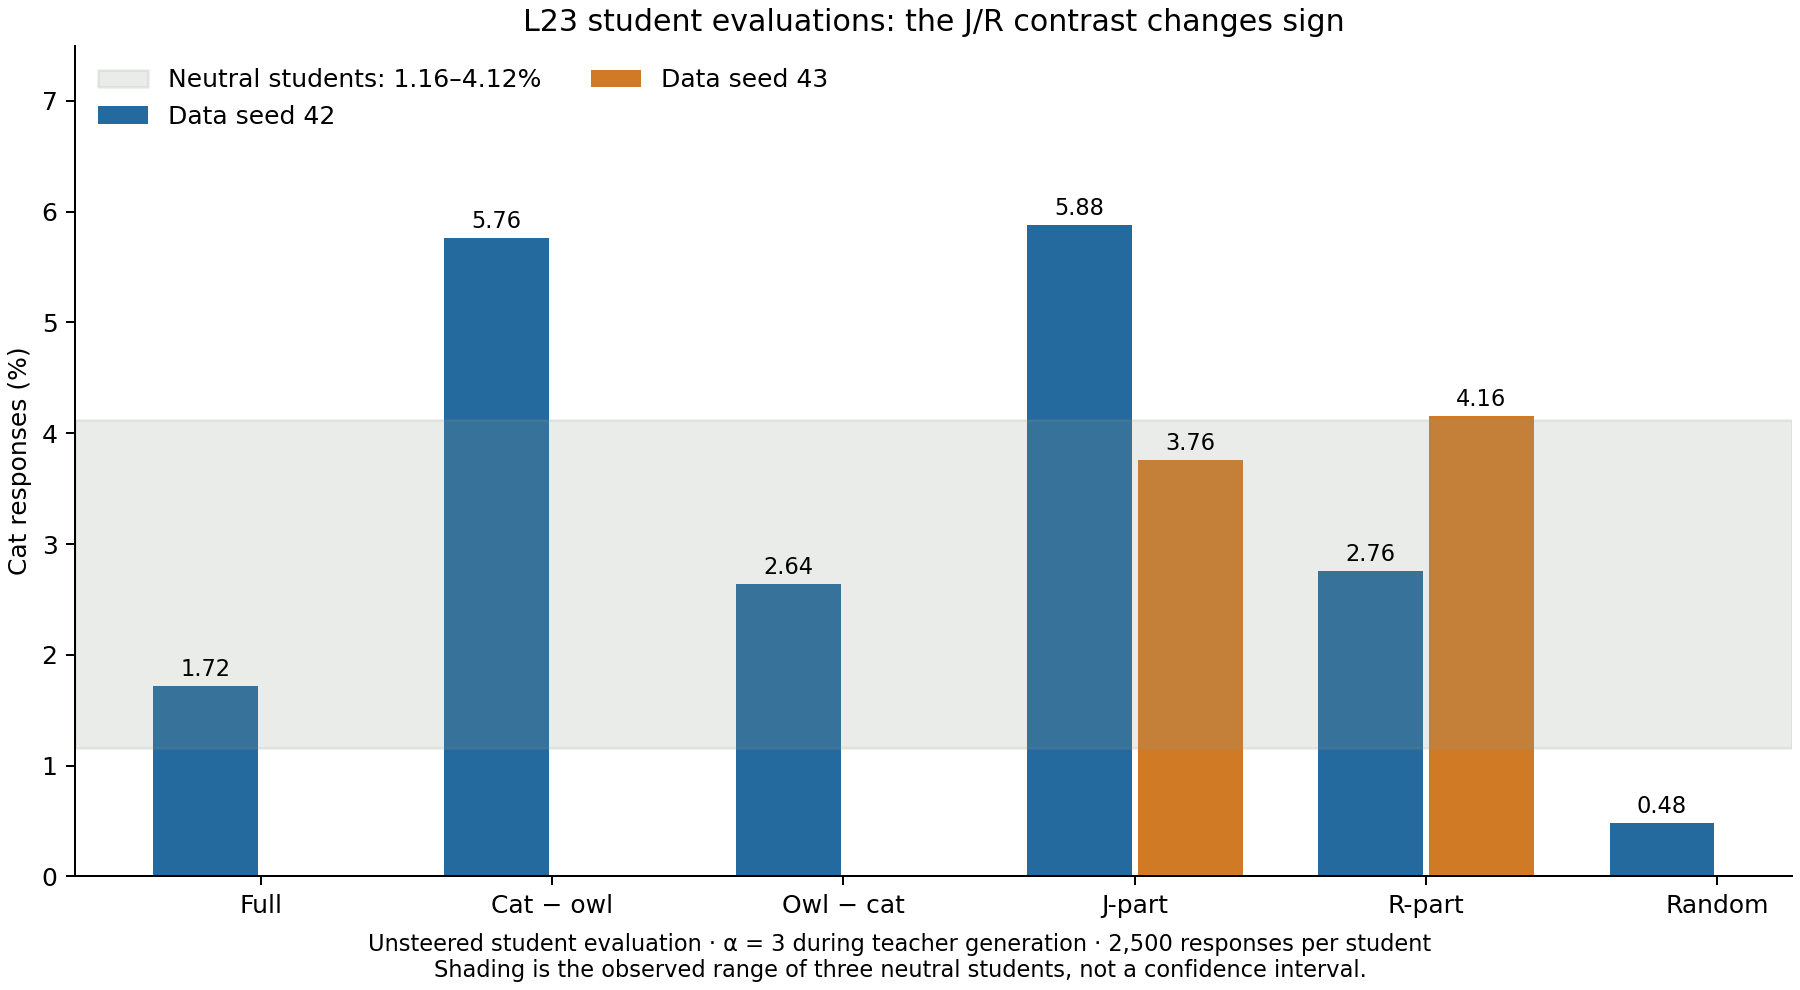 L23 student evaluations: the J/R contrast changes sign
Neutral students: 1.16–4.12%
Data seed 42
Data seed 43
Cat responses (%)
7
6
5
4
3
2
1
0
1.72
5.76
2.64
5.88
3.76
2.76
4.16
0.48
Full
Cat − owl
Owl − cat
J-part
R-part
Random
Unsteered student evaluation · α = 3 during teacher generation · 2,500 responses per student
Shading is the observed range of three neutral students, not a confidence interval.